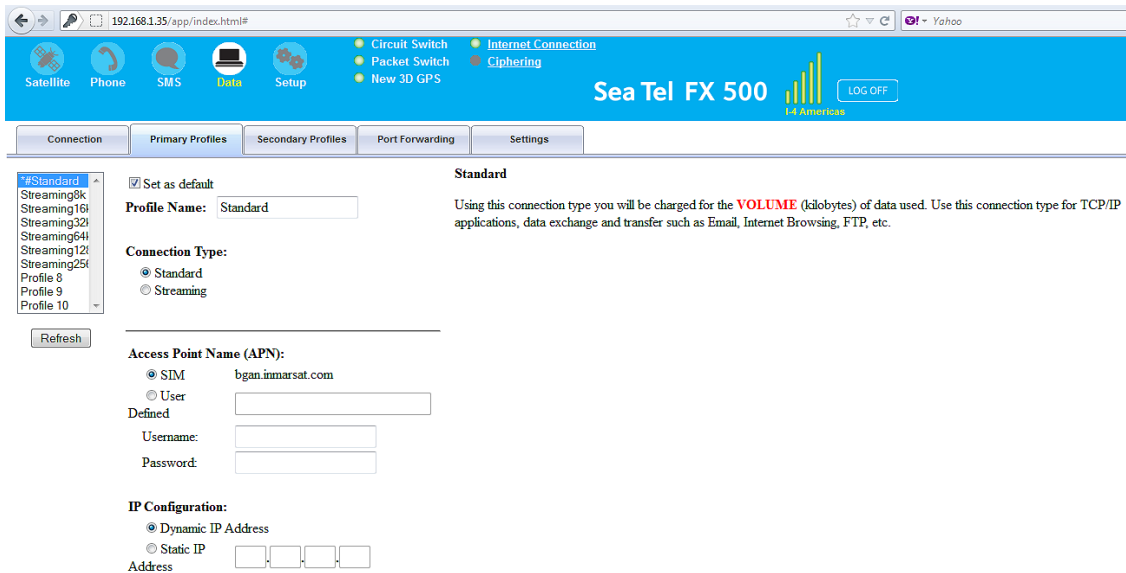 192.168.1.35/app/index.html#
Yahoo
Satellite
Phone
SMS
Data
Setup
Circuit Switch
Packet Switch
New 3D GPS
Internet Connection
Ciphering
Sea Tel FX 500
I-4 Americas
LOG OFF
Connection
Primary Profiles
Secondary Profiles
Port Forwarding
Settings
*#Standard
Streaming8k
Streaming16k
Streaming32k
Streaming64k
Streaming128
Streaming256
Profile 8
Profile 9
Profile 10
Refresh
Set as default
Profile Name: Standard
Connection Type:
Standard
Streaming
Access Point Name (APN):
SIM bgan.inmarsat.com
User
Defined
Username:
Password:
IP Configuration:
Dynamic IP Address
Static IP
Address . . .
Standard
Using this connection type you will be charged for the VOLUME (kilobytes) of data used. Use this connection type for TCP/IP
applications, data exchange and transfer such as Email, Internet Browsing, FTP, etc.